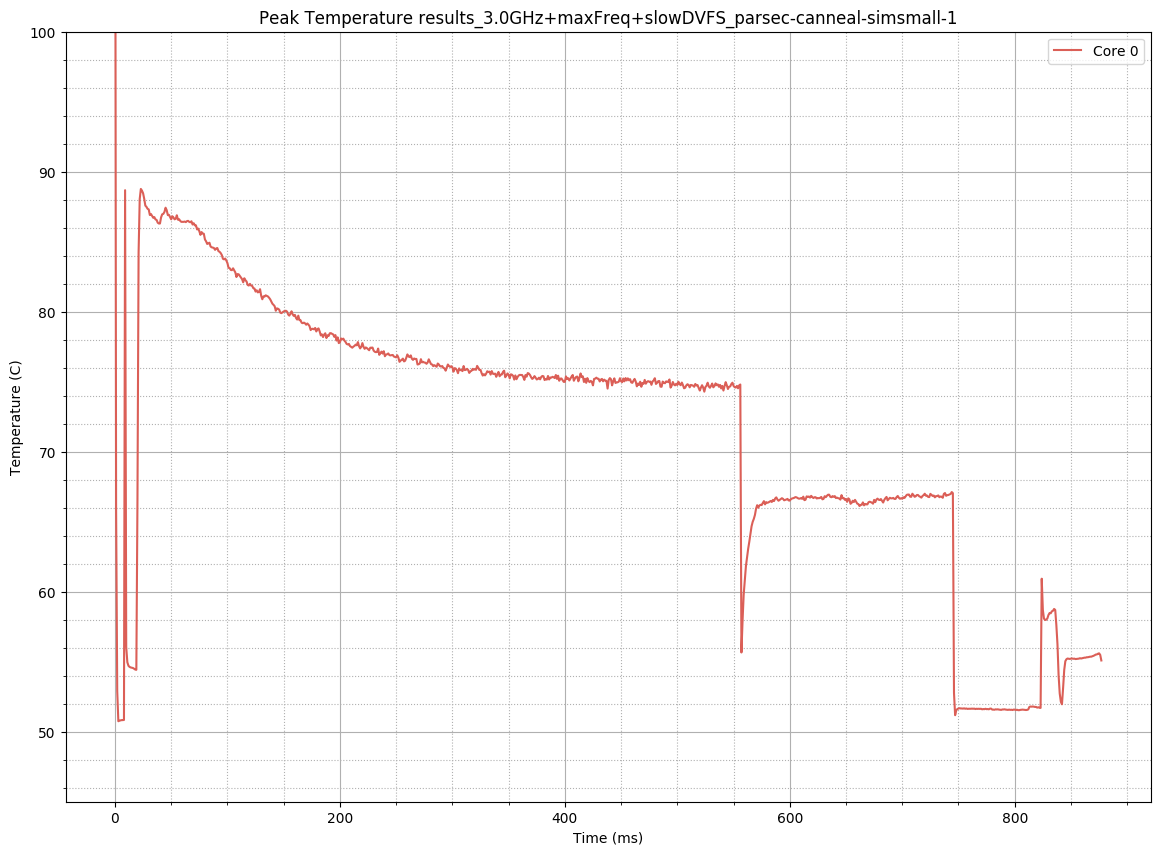 Peak Temperature results_3.0GHz+maxFreq+slowDVFS_parsec-canneal-simsmall-1
Core 0
Temperature (C)
100
90
80
70
60
50
0 200 400 600 800
Time (ms)